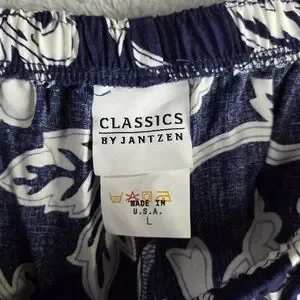 CLASSICS
BY JANTZEN
MADE IN
U.S.A.
L